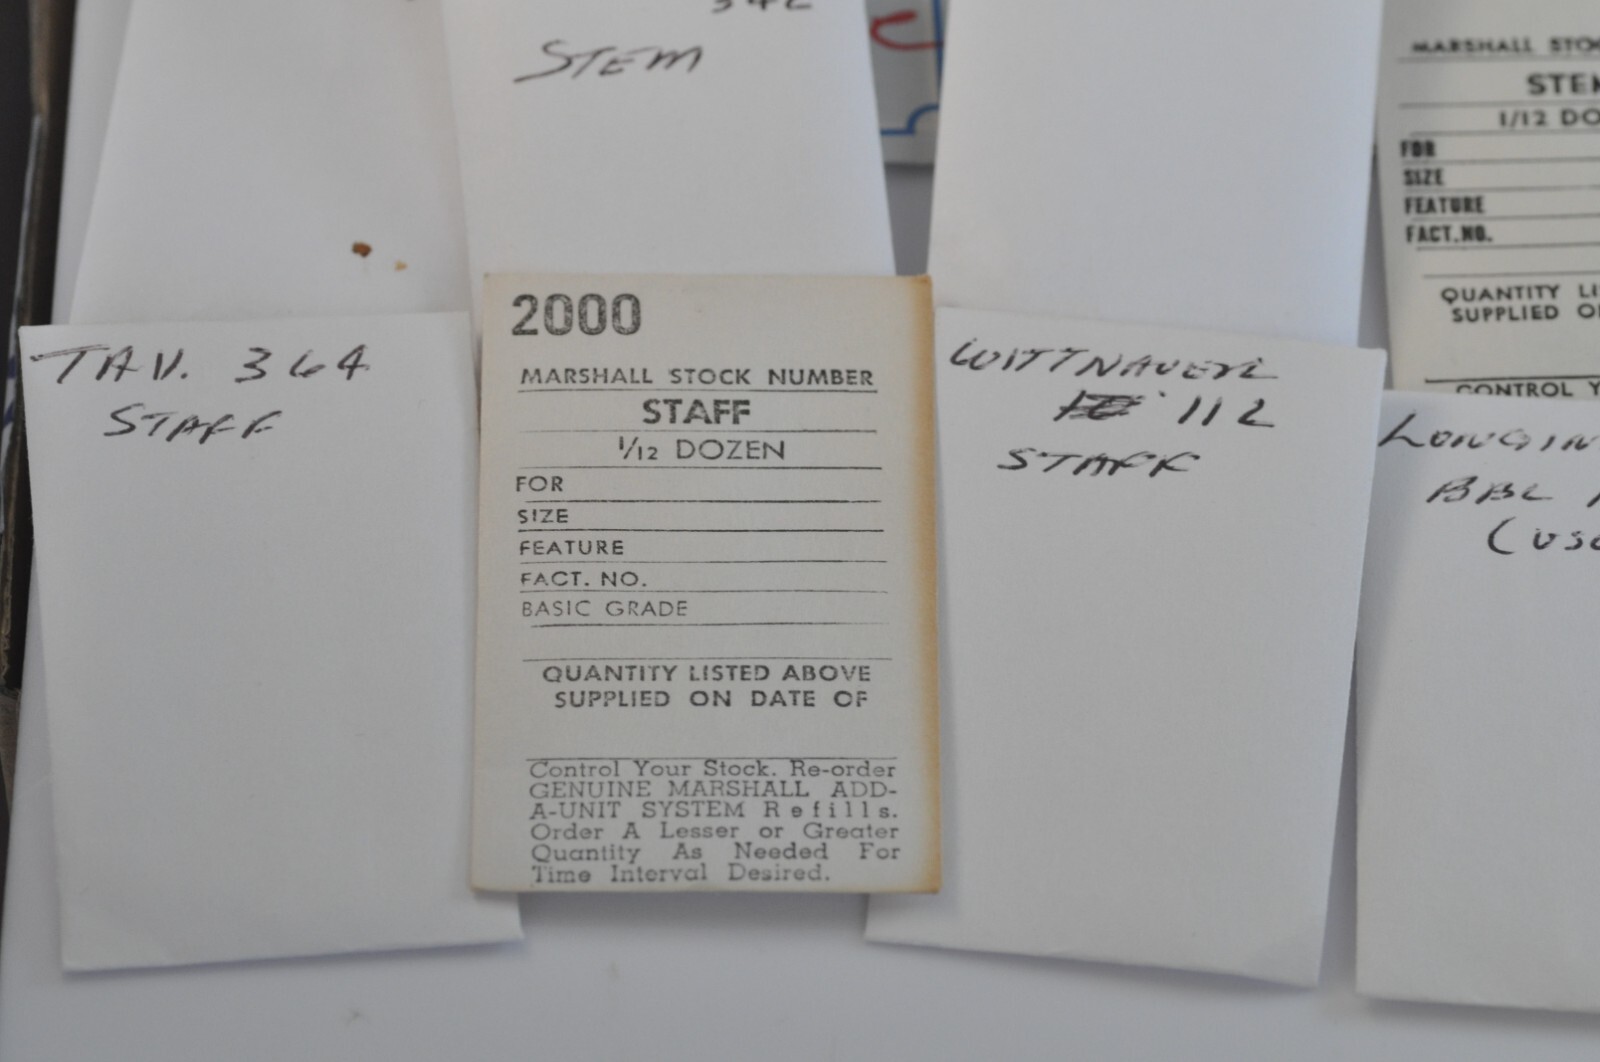 STEM
MARSHALL
STEM
1/12
FOR
SIZE
FEATURE
FACT. NO.
QUANTITY
SUPPLIED
CONTROL
TAV. 364
STAFF
2000
MARSHALL STOCK NUMBER
STAFF
1/12 DOZEN
FOR
SIZE
FEATURE
FACT. NO.
BASIC GRADE
QUANTITY LISTED ABOVE
SUPPLIED ON DATE OF
Control Your Stock. Re-order
GENUINE MARSHALL ADD-
A-UNIT SYSTEM Refills.
Order A Lesser or Greater
Quantity As Needed For
Time Interval Desired.
WITTNAUER
112
STAFF
BBL